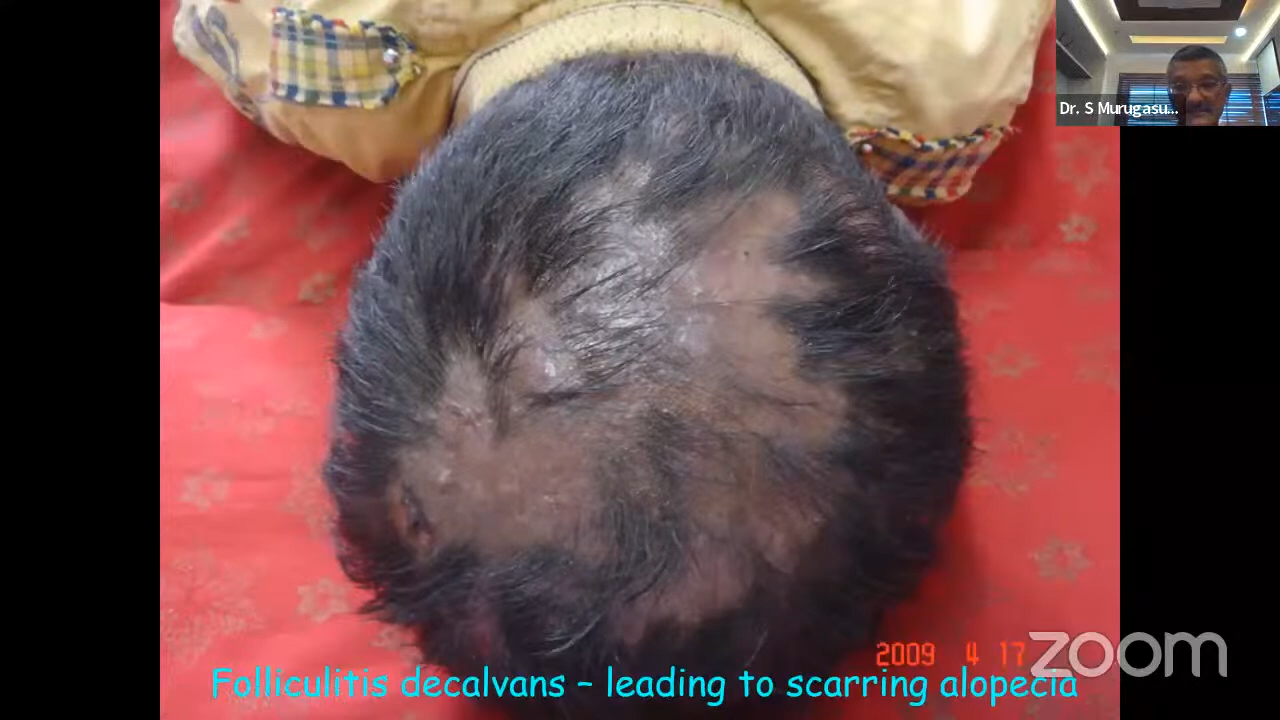 Dr. S Murugasu...
2009 4 17
zoom
Folliculitis decalvans – leading to scarring alopecia